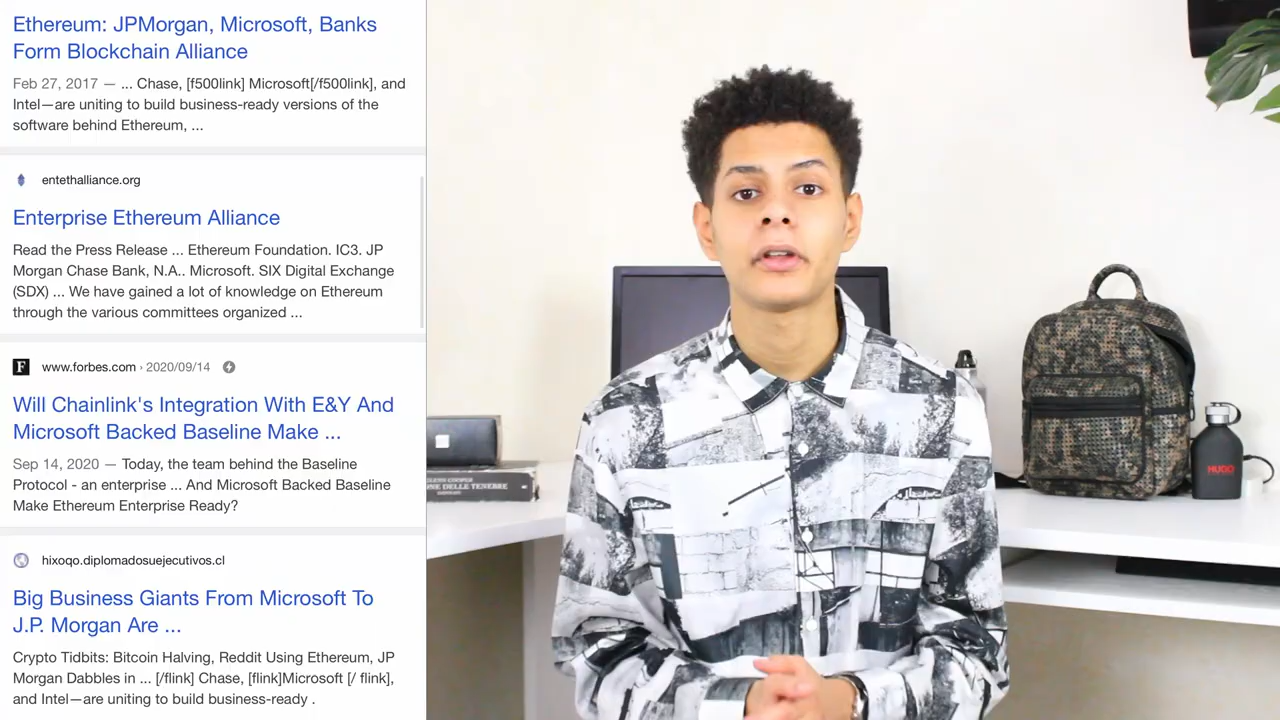 Ethereum: JPMorgan, Microsoft, Banks
Form Blockchain Alliance
Feb 27, 2017 — ... Chase, [f500link] Microsoft[/f500link], and
Intel—are uniting to build business-ready versions of the
software behind Ethereum, ...
entethalliance.org
Enterprise Ethereum Alliance
Read the Press Release ... Ethereum Foundation. IC3. JP
Morgan Chase Bank, N.A.. Microsoft. SIX Digital Exchange
(SDX) ... We have gained a lot of knowledge on Ethereum
through the various committees organized ...
F
www.forbes.com › 2020/09/14
Will Chainlink's Integration With E&Y And
Microsoft Backed Baseline Make ...
Sep 14, 2020 — Today, the team behind the Baseline
Protocol - an enterprise ... And Microsoft Backed Baseline
Make Ethereum Enterprise Ready?
hixoqo.diplomadosuejecutivos.cl
Big Business Giants From Microsoft To
J.P. Morgan Are ...
Crypto Tidbits: Bitcoin Halving, Reddit Using Ethereum, JP
Morgan Dabbles in ... [/flink] Chase, [flink]Microsoft [/ flink],
and Intel—are uniting to build business-ready .
GLENN COOPER
DELLE TENEBRE
HUGO